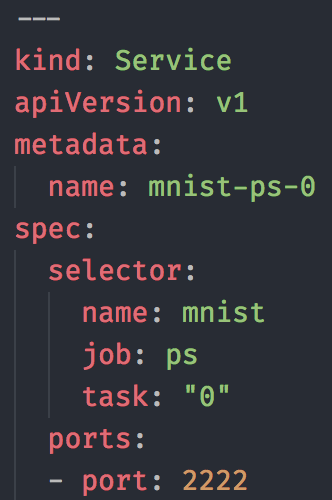 ---
kind: Service
apiVersion: v1
metadata:
  name: mnist-ps-0
spec:
  selector:
    name: mnist
    job: ps
    task: "0"
  ports:
  - port: 2222